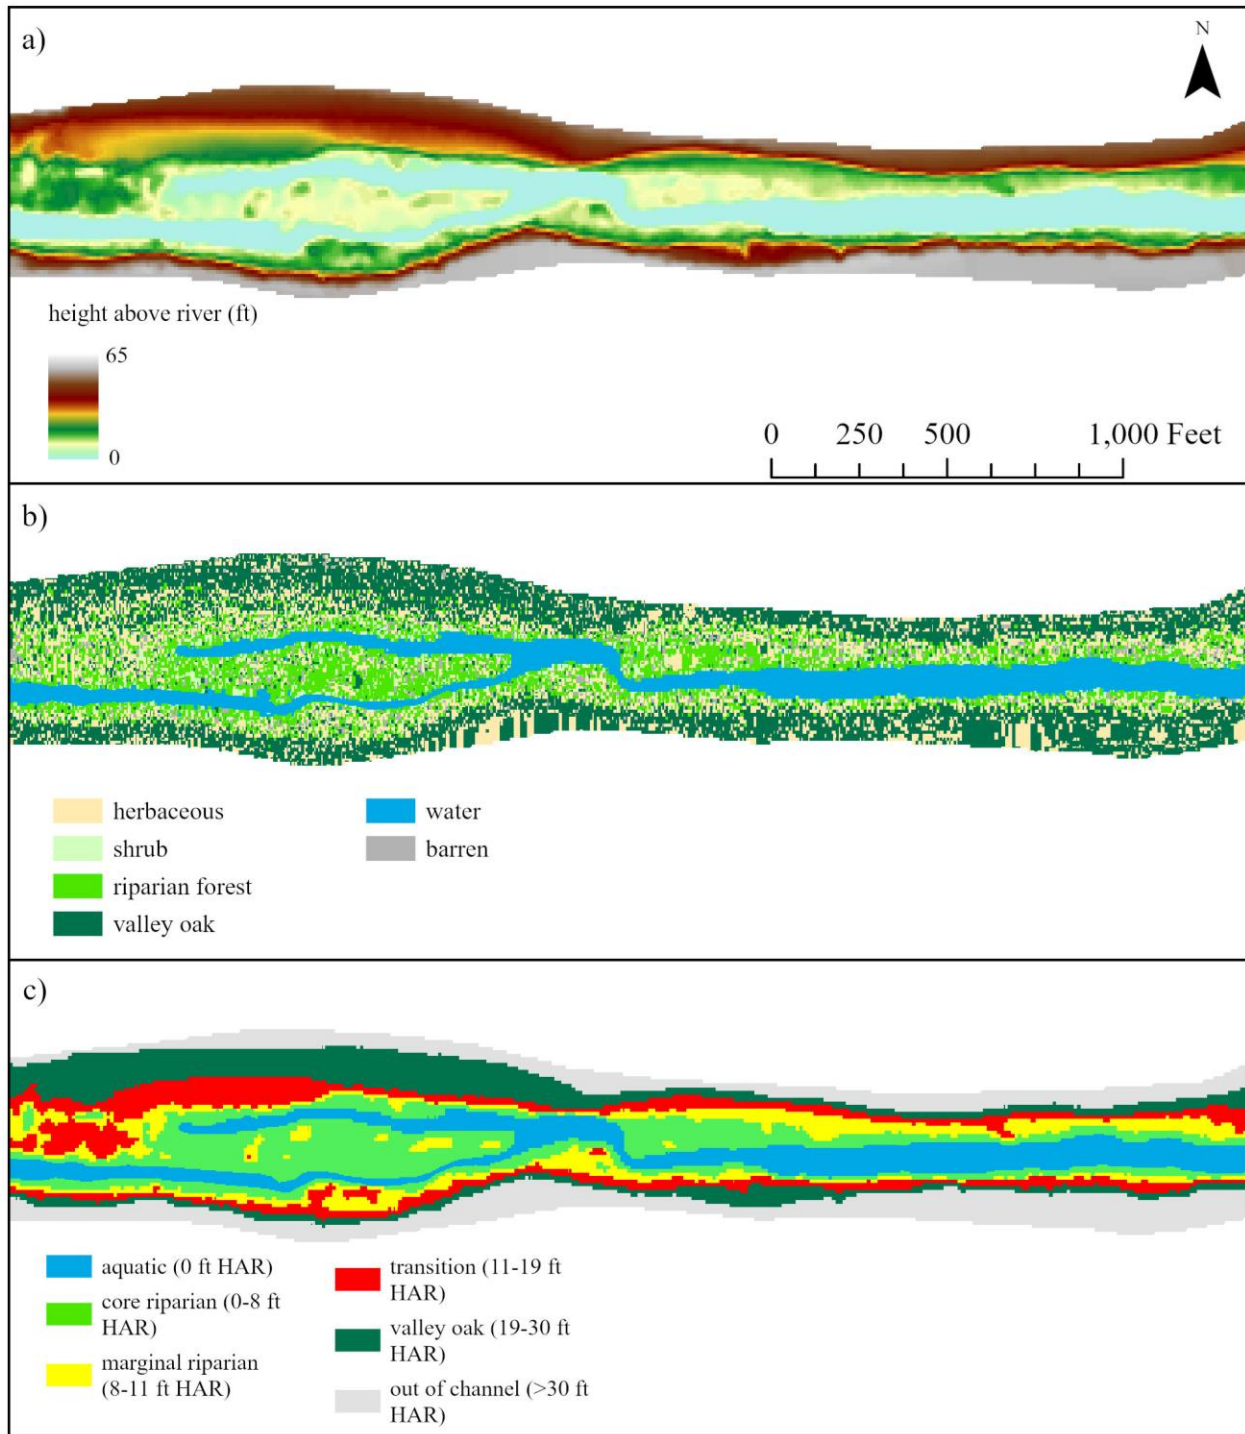 a)
N
height above river (ft)
65
0
0 250 500 1,000 Feet
b)
herbaceous
water
shrub
barren
riparian forest
valley oak
c)
aquatic (0 ft HAR)
core riparian (0-8 ft
HAR)
marginal riparian
(8-11 ft HAR)
transition (11-19 ft
HAR)
valley oak (19-30 ft
HAR)
out of channel (>30 ft
HAR)